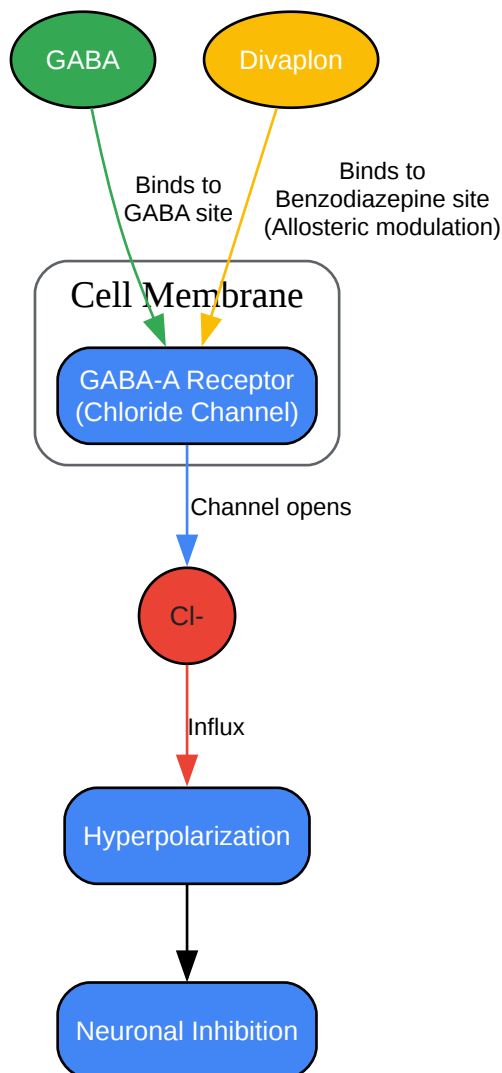 GABA
Divaplon
Binds to
GABA site
Binds to
Benzodiazepine site
(Allosteric modulation)
Cell Membrane
GABA-A Receptor
(Chloride Channel)
Channel opens
Cl-
Influx
Hyperpolarization
Neuronal Inhibition